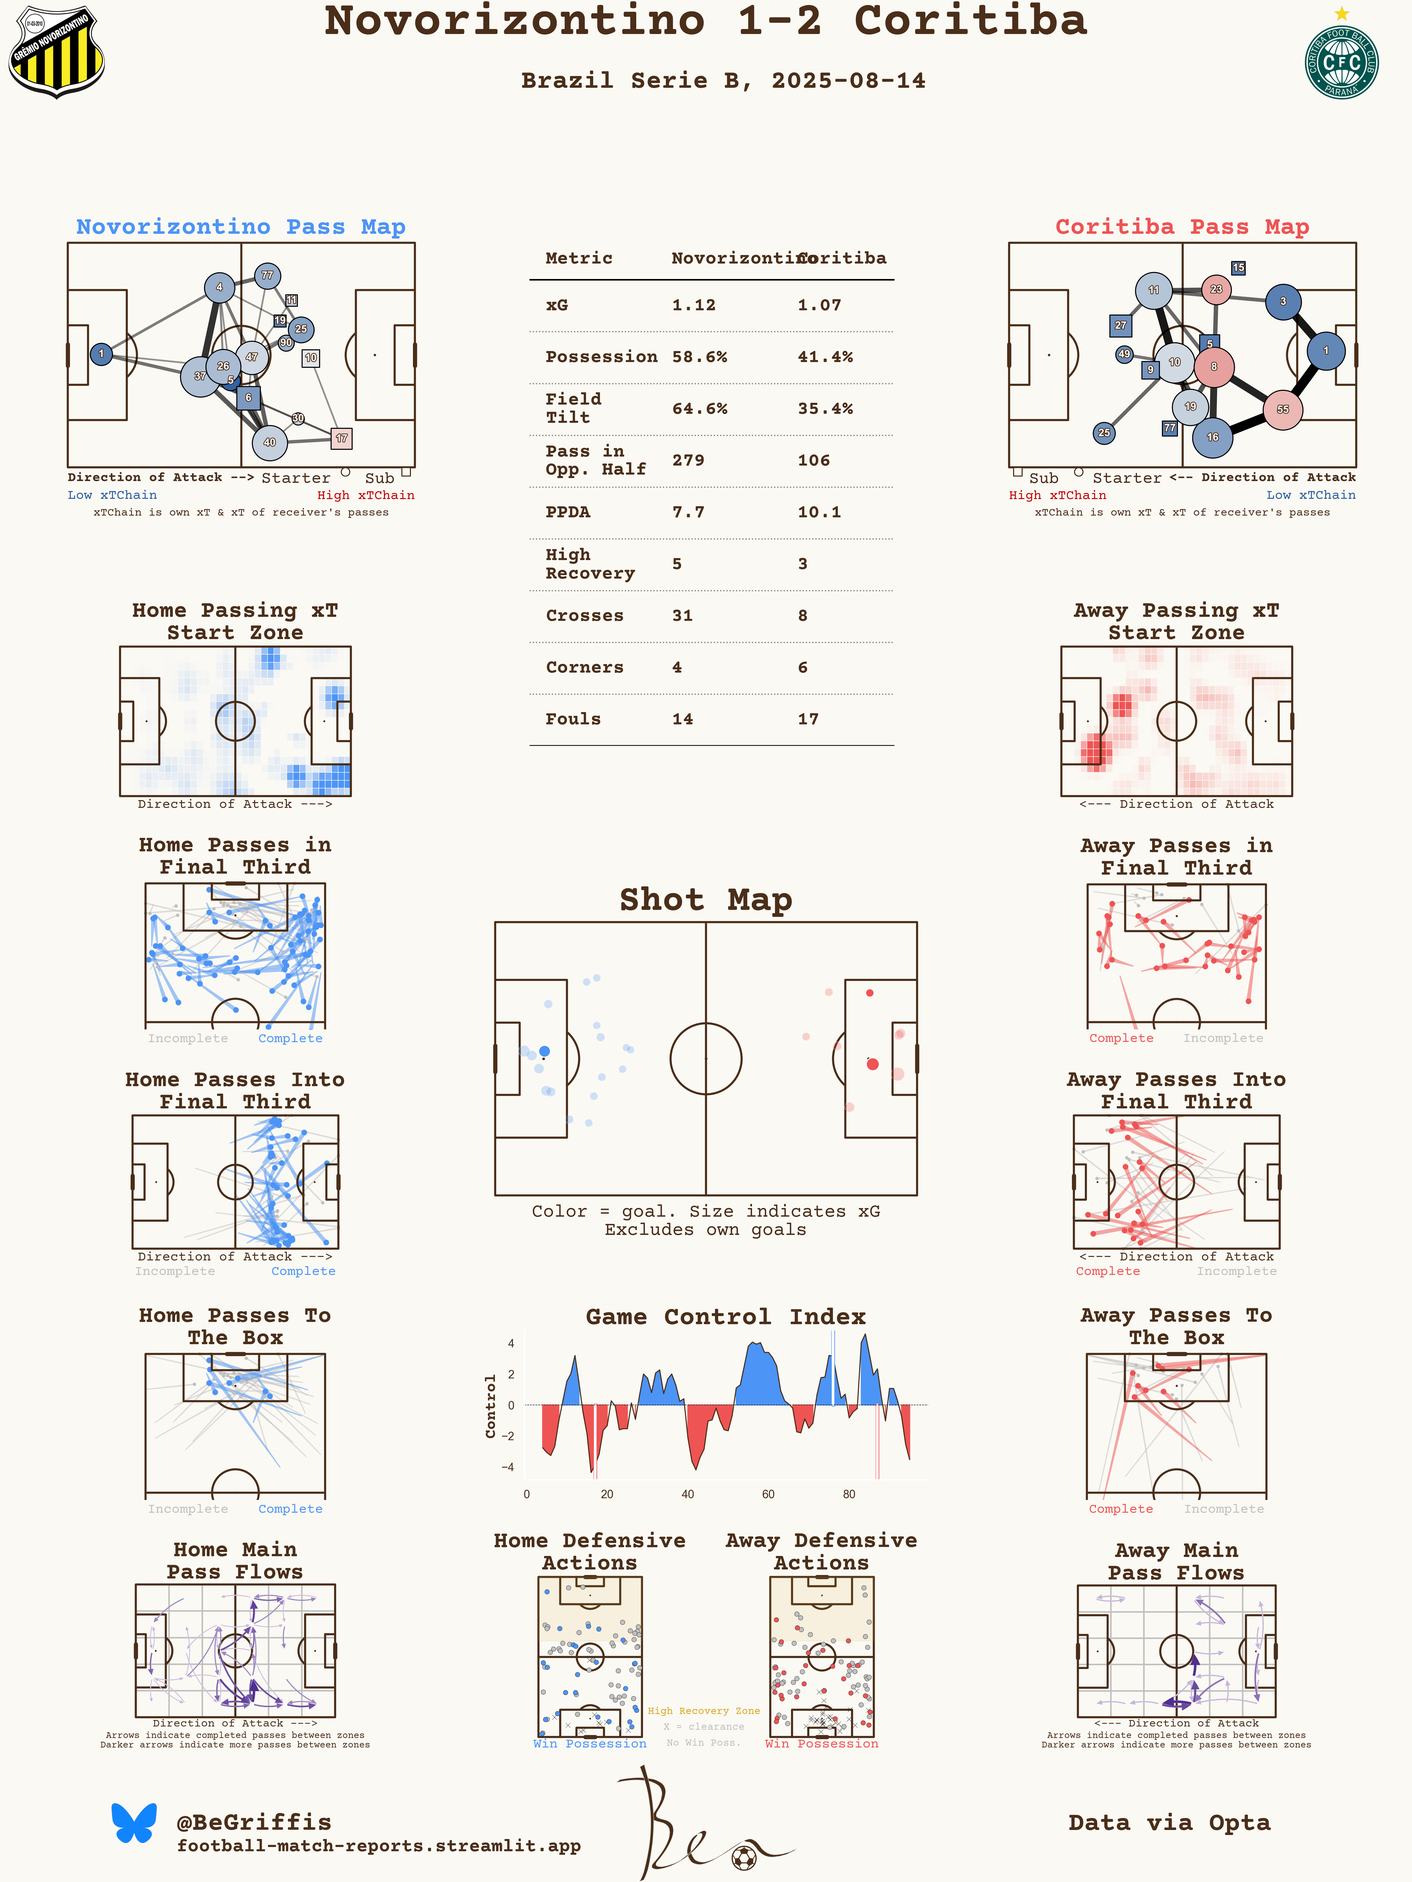 Novorizontino 1-2 Coritiba
Brazil Serie B, 2025-08-14
GRÊMIO NOVORIZONTINO
CORITIBA FOOT BALL CLUB
CFC
PARANÁ
Novorizontino Pass Map
1
4
77
11
19
25
90
10
47
26
37
5
6
30
40
17
Direction of Attack --> Starter Sub
Low xTChain High xTChain
xTChain is own xT & xT of receiver's passes
Metric Novorizontino Coritiba
xG 1.12 1.07
Possession 58.6% 41.4%
Field
Tilt 64.6% 35.4%
Pass in
Opp. Half 279 106
PPDA 7.7 10.1
High
Recovery 5 3
Crosses 31 8
Corners 4 6
Fouls 14 17
Coritiba Pass Map
15
11
23
3
27
5
1
49
9
10
8
19
55
25
77
16
Sub Starter <-- Direction of Attack
High xTChain Low xTChain
xTChain is own xT & xT of receiver's passes
Home Passing xT
Start Zone
Direction of Attack --->
Away Passing xT
Start Zone
<--- Direction of Attack
Home Passes in
Final Third
Incomplete Complete
Shot Map
Color = goal. Size indicates xG
Excludes own goals
Away Passes in
Final Third
Complete Incomplete
Home Passes Into
Final Third
Direction of Attack --->
Incomplete Complete
Away Passes Into
Final Third
<--- Direction of Attack
Complete Incomplete
Home Passes To
The Box
Incomplete Complete
Game Control Index
Control
4
2
0
−2
−4
0 20 40 60 80
Away Passes To
The Box
Complete Incomplete
Home Main
Pass Flows
Direction of Attack --->
Arrows indicate completed passes between zones
Darker arrows indicate more passes between zones
Home Defensive
Actions
Win Possession
High Recovery Zone
X = clearance
No Win Poss.
Away Defensive
Actions
Win Possession
Away Main
Pass Flows
<--- Direction of Attack
Arrows indicate completed passes between zones
Darker arrows indicate more passes between zones
@BeGriffis
football-match-reports.streamlit.app
Ben
Data via Opta